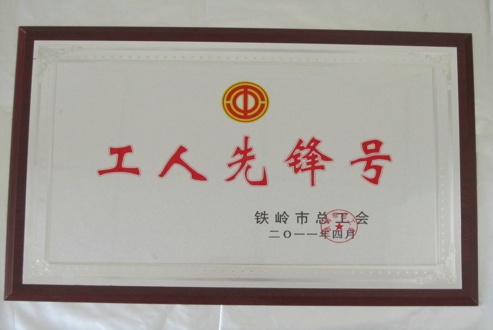 工人先锋号
铁岭市总工会
二〇一一年四月